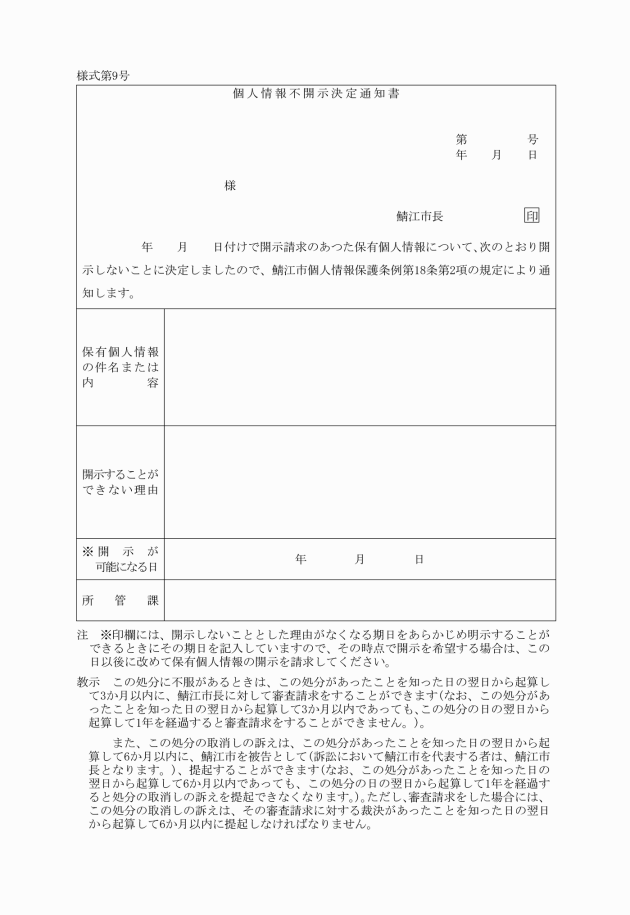 様式第9号
個人情報不開示決定通知書
第　　　　　号
年　　月　　日
様
鯖江市長　　　　　　　印
年　　月　　日付けで開示請求のあつた保有個人情報について、次のとおり開
示しないことに決定しましたので、鯖江市個人情報保護条例第18条第2項の規定により通
知します。
保有個人情報
の件名または
内　　　　容
開示することが
できない理由
※開　示　が
可能になる日
年　　　　月　　　　日
所　管　課
注　※印欄には、開示しないこととした理由がなくなる期日をあらかじめ明示することが
できるときにその期日を記入していますので、その時点で開示を希望する場合は、この
日以後に改めて保有個人情報の開示を請求してください。
教示　この処分に不服があるときは、この処分があったことを知った日の翌日から起算し
て3か月以内に、鯖江市長に対して審査請求をすることができます(なお、この処分があ
ったことを知った日の翌日から起算して3か月以内であっても、この処分の日の翌日から
起算して1年を経過すると審査請求をすることができません。)。
また、この処分の取消しの訴えは、この処分があったことを知った日の翌日から起
算して6か月以内に、鯖江市を被告として(訴訟において鯖江市を代表する者は、鯖江市
長となります。)、提起することができます(なお、この処分があったことを知った日の
翌日から起算して6か月以内であっても、この処分の日の翌日から起算して1年を経過す
ると処分の取消しの訴えを提起できなくなります。)。ただし、審査請求をした場合には、
この処分の取消しの訴えは、その審査請求に対する裁決があったことを知った日の翌日
から起算して6か月以内に提起しなければなりません。